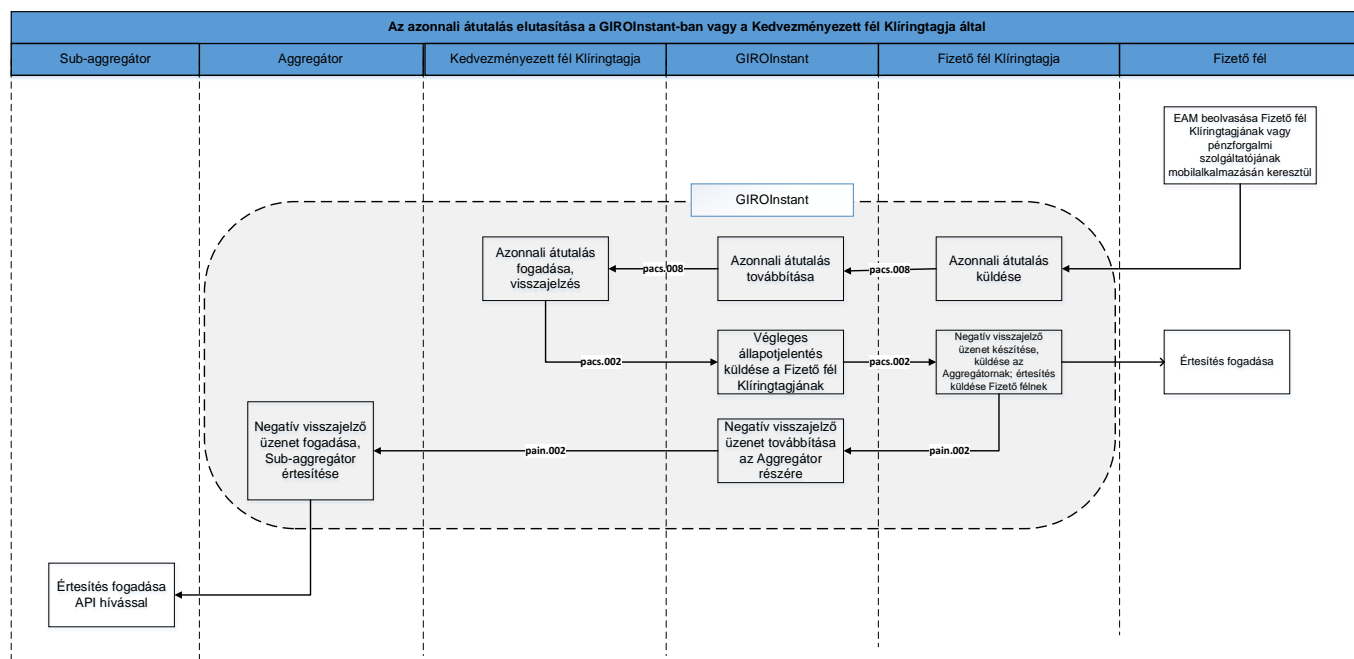 Az azonnali átutalás elutasítása a GIROInstant-ban vagy a Kedvezményezett fél Klíringtagja által
Sub-aggregátor
Aggregátor
Kedvezményezett fél Klíringtagja
GIROInstant
Fizető fél Klíringtagja
Fizető fél
EAM beolvasása Fizető fél
Klíringtagjának vagy
pénzforgalmi
szolgáltatójának
mobilalkalmazásán keresztül
GIROInstant
Azonnali átutalás
fogadása,
visszajelzés
pacs.008
Azonnali átutalás
továbbítása
pacs.008
Azonnali átutalás
küldése
pacs.002
Végleges
állapotjelentés
küldése a Fizető fél
Klíringtagjának
pacs.002
Negatív visszajelző
üzenet készítése,
küldése az
Aggregátornak; értesítés
küldése Fizető félnek
Értesítés fogadása
Negatív visszajelző
üzenet fogadása,
Sub-aggregátor
értesítése
pain.002
Negatív visszajelző
üzenet továbbítása
az Aggregátor
részére
pain.002
Értesítés fogadása
API hívással